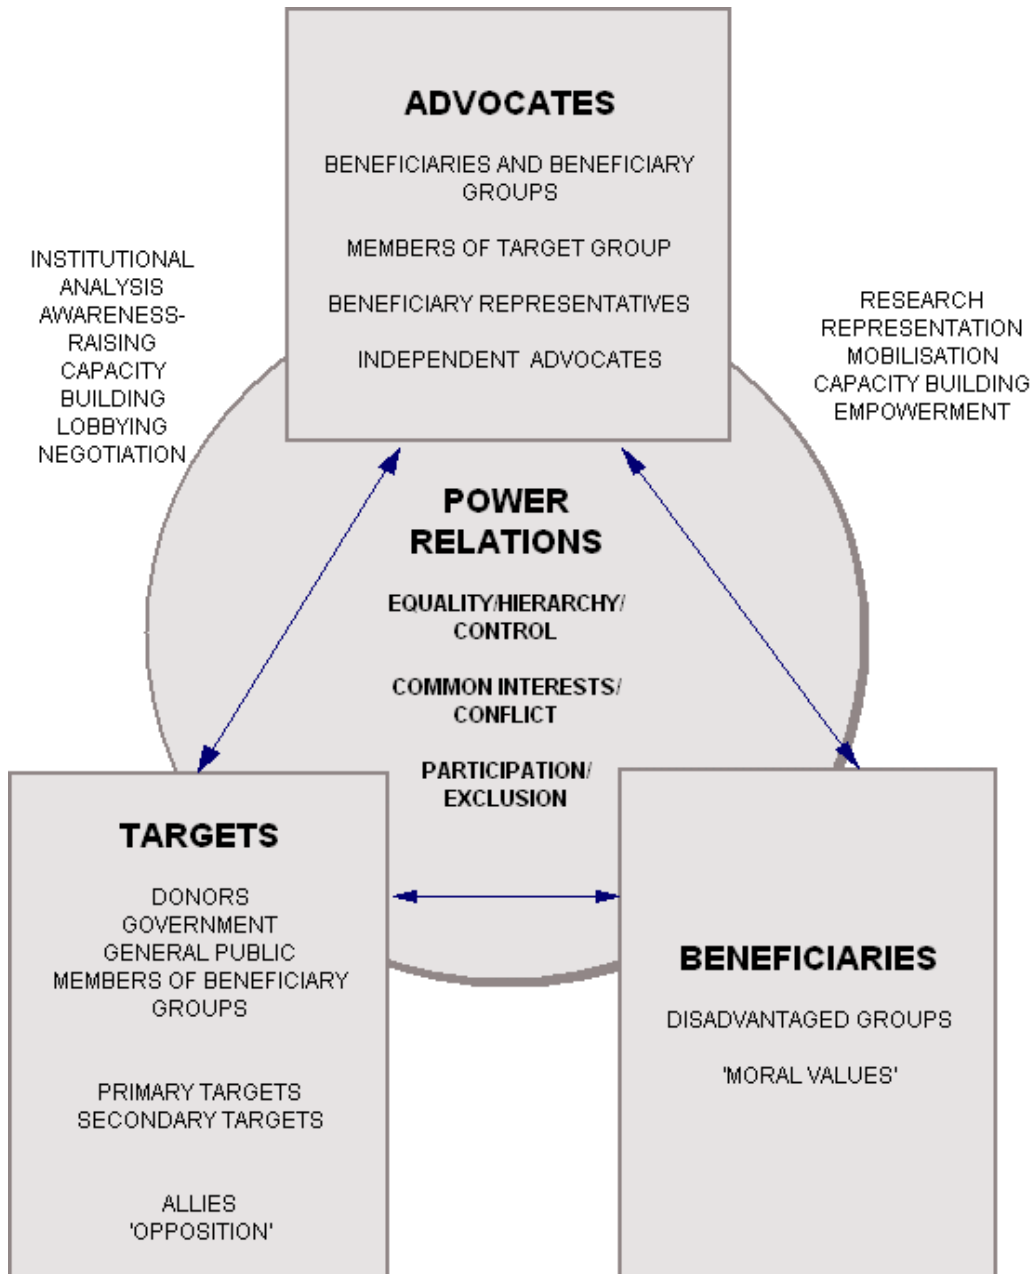 ADVOCATES
BENEFICIARIES AND BENEFICIARY
GROUPS
MEMBERS OF TARGET GROUP
BENEFICIARY REPRESENTATIVES
INDEPENDENT ADVOCATES
INSTITUTIONAL
ANALYSIS
AWARENESS-
RAISING
CAPACITY
BUILDING
LOBBYING
NEGOTIATION
RESEARCH
REPRESENTATION
MOBILISATION
CAPACITY BUILDING
EMPOWERMENT
POWER
RELATIONS
EQUALITY/HIERARCHY/
CONTROL
COMMON INTERESTS/
CONFLICT
PARTICIPATION/
EXCLUSION
TARGETS
DONORS
GOVERNMENT
GENERAL PUBLIC
MEMBERS OF BENEFICIARY
GROUPS
PRIMARY TARGETS
SECONDARY TARGETS
ALLIES
'OPPOSITION'
BENEFICIARIES
DISADVANTAGED GROUPS
'MORAL VALUES'